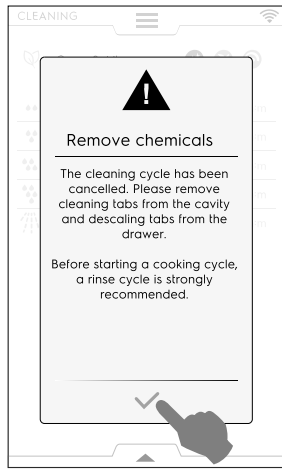 CLEANING
Remove chemicals
The cleaning cycle has been
cancelled. Please remove
cleaning tabs from the cavity
and descaling tabs from the
drawer.
Before starting a cooking cycle,
a rinse cycle is strongly
recommended.